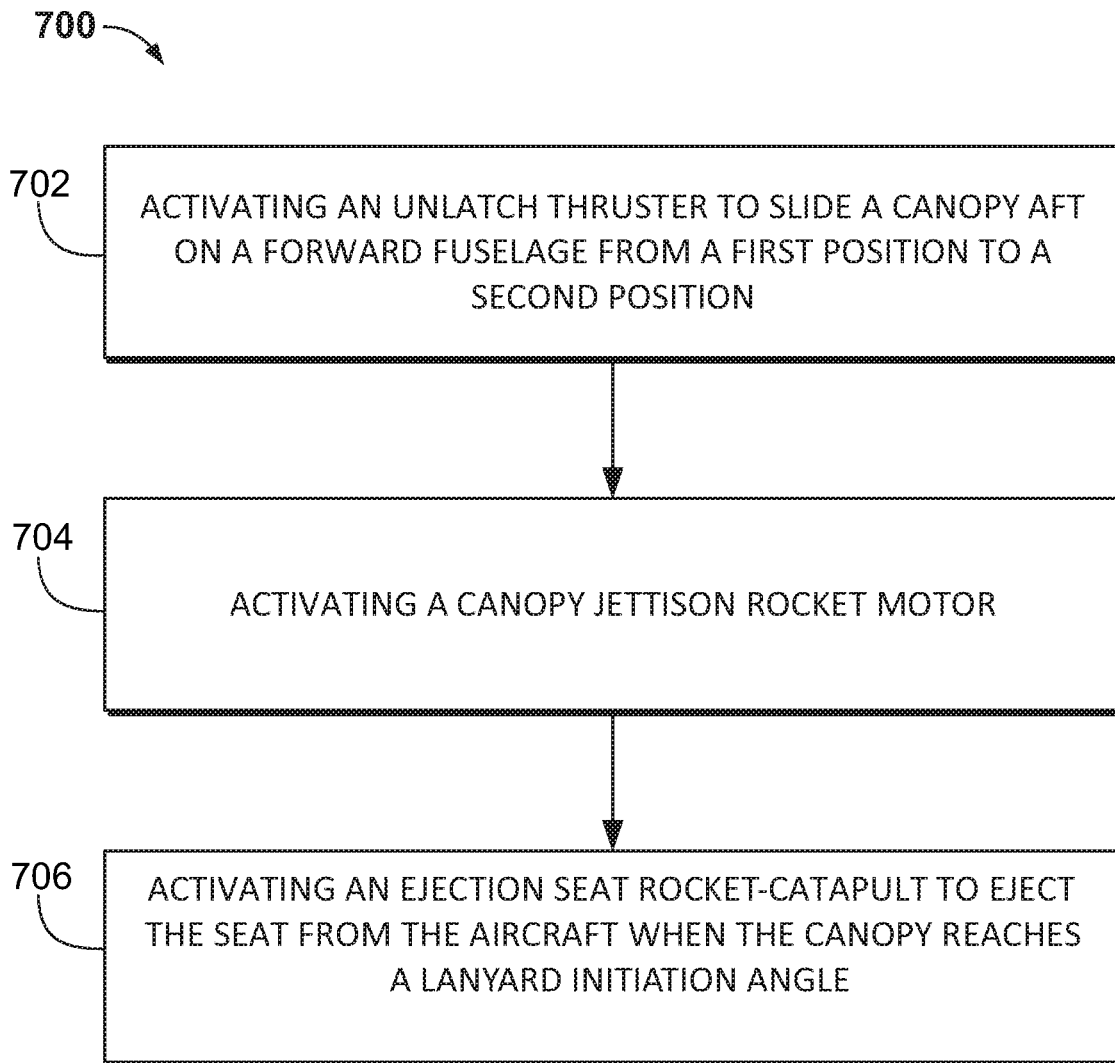 700
702
ACTIVATING AN UNLATCH THRUSTER TO SLIDE A CANOPY AFT
ON A FORWARD FUSELAGE FROM A FIRST POSITION TO A
SECOND POSITION
704
ACTIVATING A CANOPY JETTISON ROCKET MOTOR
706
ACTIVATING AN EJECTION SEAT ROCKET-CATAPULT TO EJECT
THE SEAT FROM THE AIRCRAFT WHEN THE CANOPY REACHES
A LANYARD INITIATION ANGLE